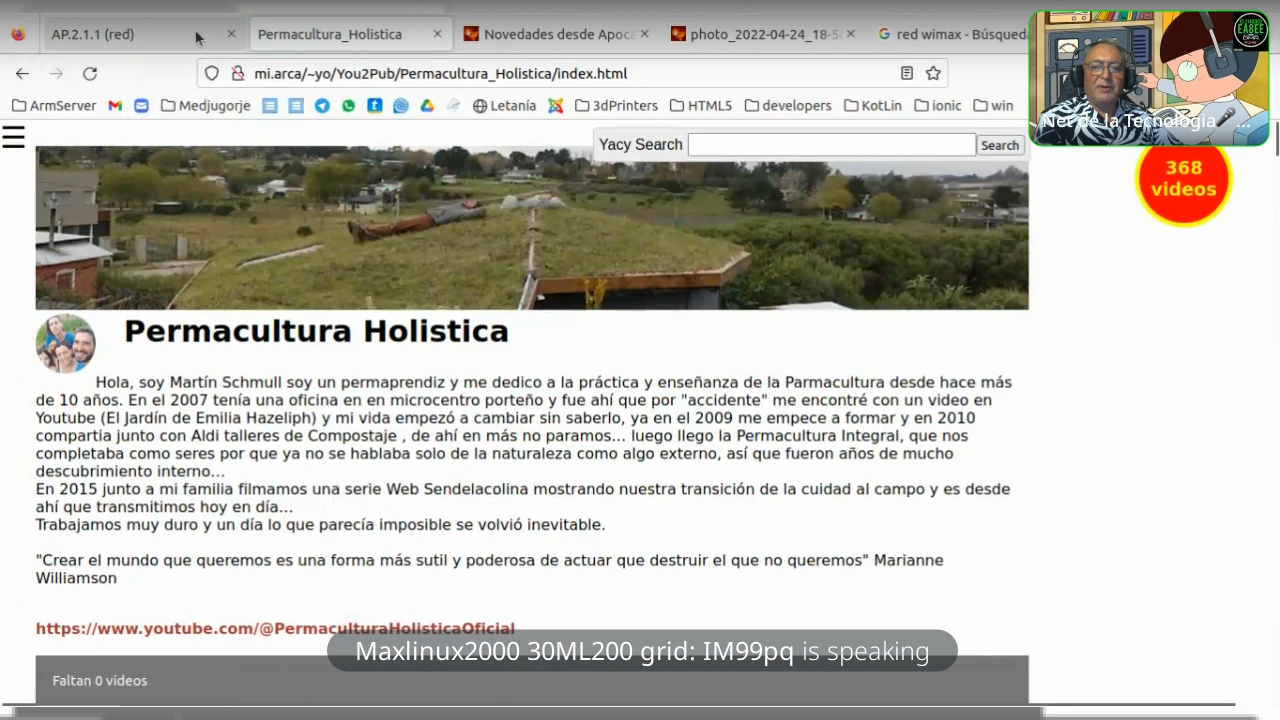 AP.2.1.1 (red)
Permacultura_Holistica
Novedades desde Apoca
photo_2022-04-24_18-5
red wimax - Búsqueda
mi.arca/~yo/You2Pub/Permacultura_Holistica/index.html
ArmServer
Medjugorje
Letanía
3dPrinters
HTML5
developers
KotLin
ionic
win
Net de la Tecnologia
EA8EE
DMR
Yacy Search
Search
368
videos
Permacultura Holistica
Hola, soy Martín Schmull soy un permaprendiz y me dedico a la práctica y enseñanza de la Parmacultura desde hace más
de 10 años. En el 2007 tenía una oficina en en microcentro porteño y fue ahí que por "accidente" me encontré con un video en
Youtube (El Jardín de Emilia Hazeliph) y mi vida empezó a cambiar sin saberlo, ya en el 2009 me empece a formar y en 2010
compartia junto con Aldi talleres de Compostaje , de ahí en más no paramos... luego llego la Permacultura Integral, que nos
completaba como seres por que ya no se hablaba solo de la naturaleza como algo externo, así que fueron años de mucho
descubrimiento interno...
En 2015 junto a mi familia filmamos una serie Web Sendelacolina mostrando nuestra transición de la cuidad al campo y es desde
ahí que transmitimos hoy en día...
Trabajamos muy duro y un día lo que parecía imposible se volvió inevitable.
"Crear el mundo que queremos es una forma más sutil y poderosa de actuar que destruir el que no queremos" Marianne
Williamson
https://www.youtube.com/@PermaculturaHolisticaOficial
Maxlinux2000 30ML200 grid: IM99pq is speaking
Faltan 0 videos